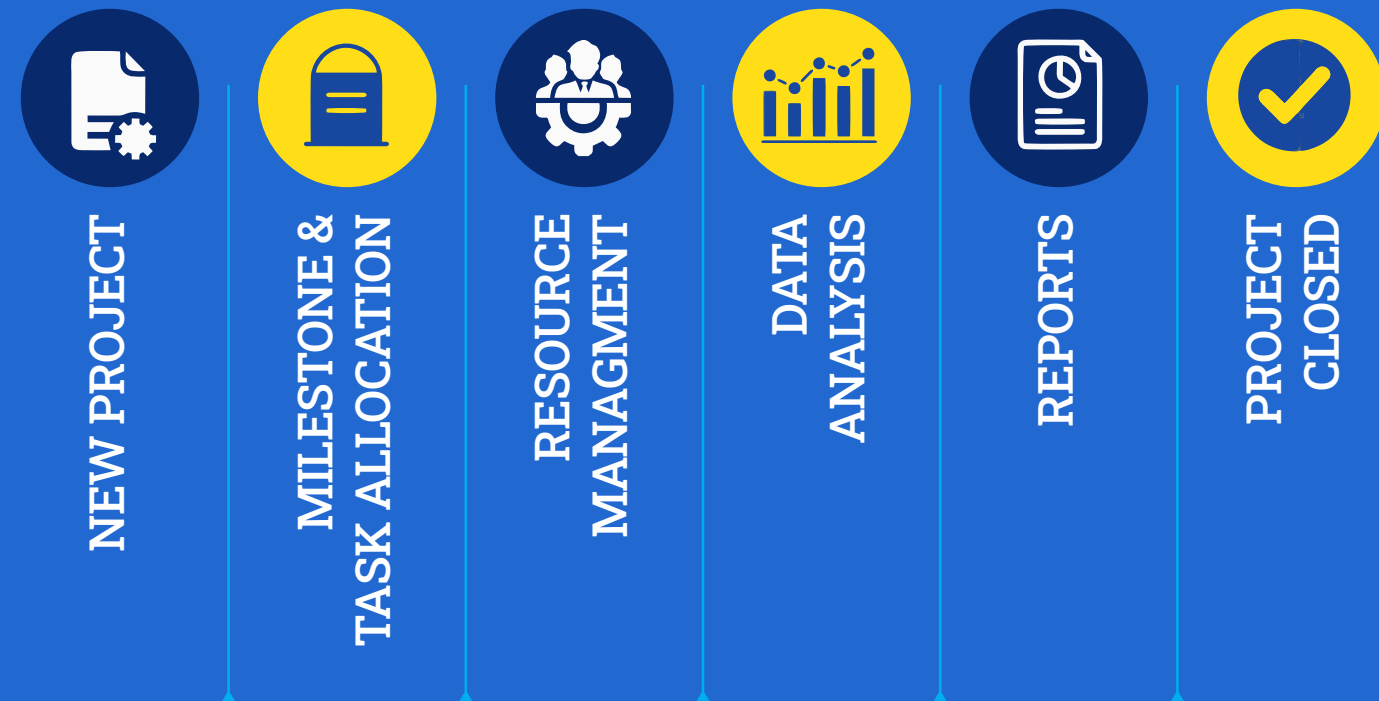 NEW PROJECT
MILESTONE &
TASK ALLOCATION
RESOURCE
MANAGMENT
DATA
ANALYSIS
REPORTS
PROJECT
CLOSED